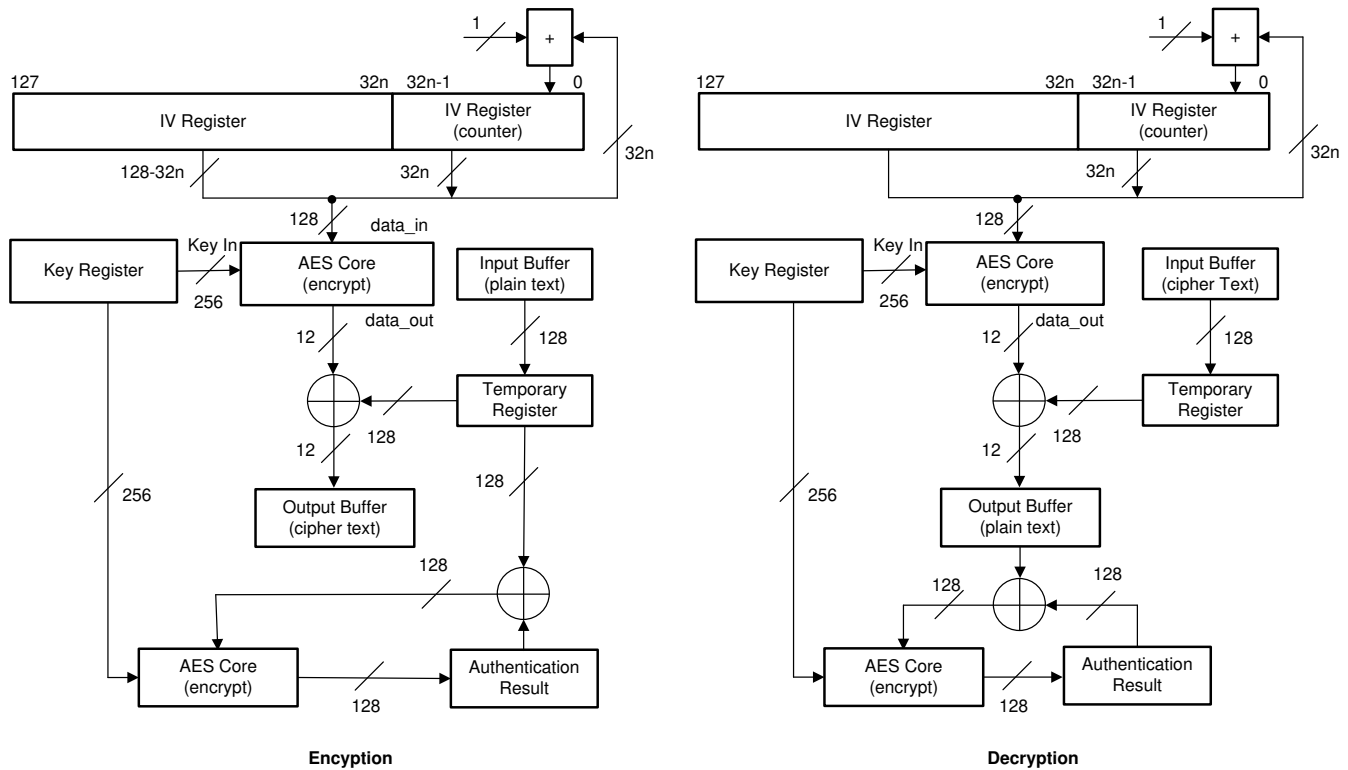 1
+
127
32n
32n-1
0
IV Register
IV Register
(counter)
128-32n
32n
32n
128
data_in
Key Register
Key In
256
AES Core
(encrypt)
Input Buffer
(plain text)
data_out
12
128
Temporary
Register
128
12
128
256
Output Buffer
(cipher text)
128
AES Core
(encrypt)
128
Authentication
Result
Encyption
1
+
127
32n
32n-1
0
IV Register
IV Register
(counter)
32n
32n
128
Key Register
Key In
256
AES Core
(encrypt)
Input Buffer
(cipher Text)
data_out
12
128
Temporary
Register
128
12
256
Output Buffer
(plain text)
128
128
AES Core
(encrypt)
128
Authentication
Result
Decryption